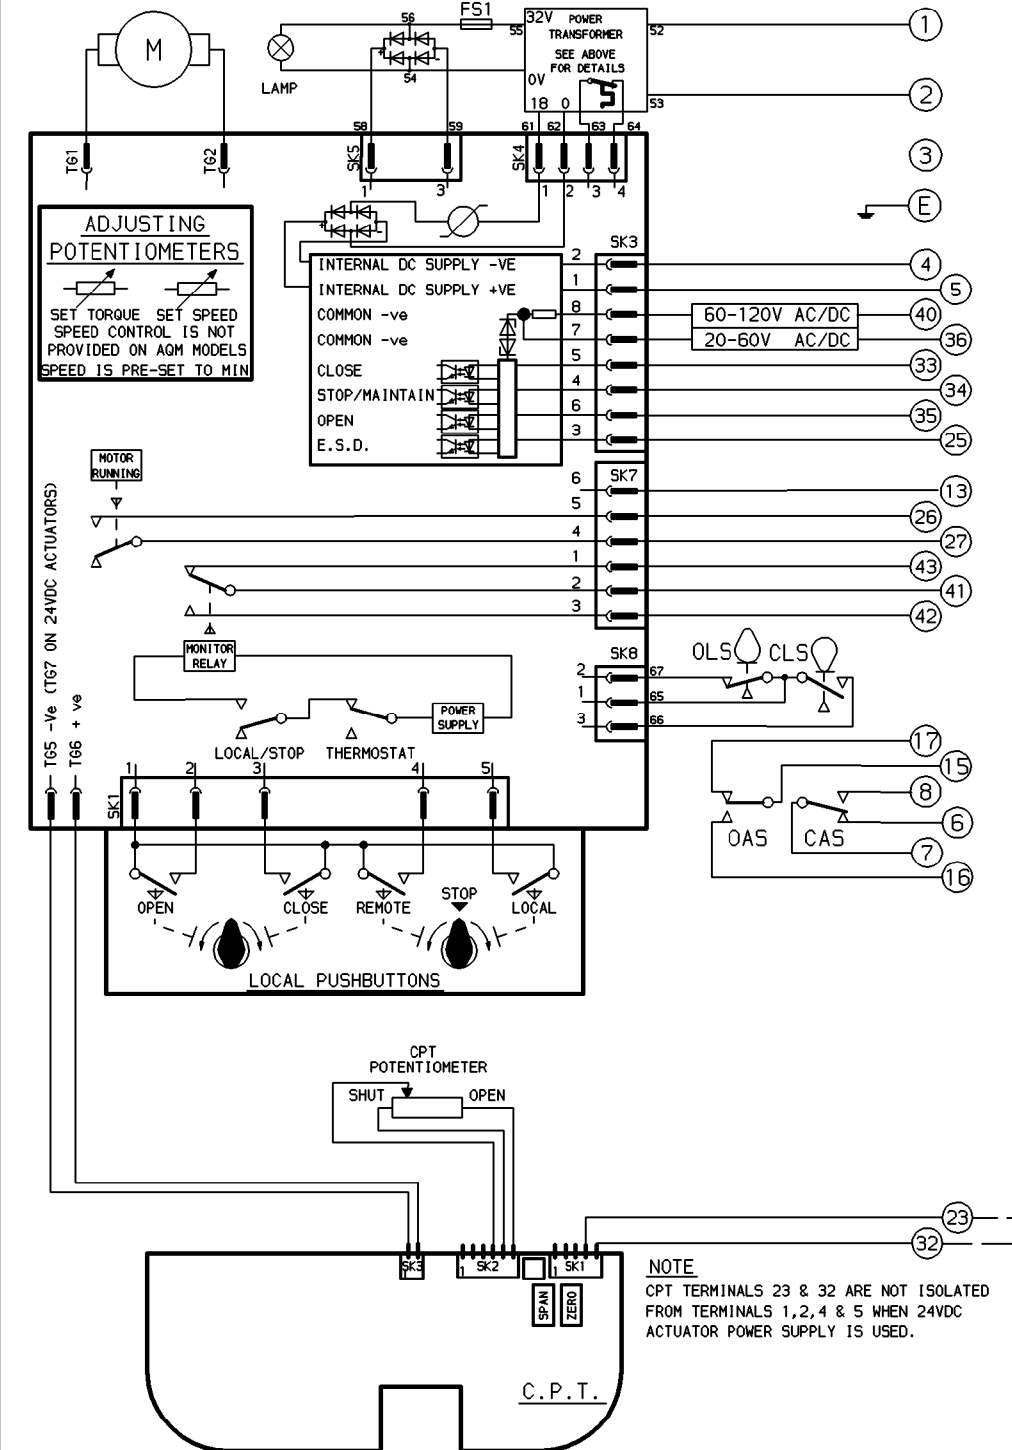 FS1
56
55
32V POWER
TRANSFORMER
52
1
M
SEE ABOVE
FOR DETAILS
54
0V
LAMP
18 0
53
2
58
59
61 62 63 64
TG1
TG2
SK5
SK4
3
1 3
1 2 3 4
E
ADJUSTING
POTENTIOMETERS
SET TORQUE SET SPEED
SPEED CONTROL IS NOT
PROVIDED ON AQM MODELS
SPEED IS PRE-SET TO MIN
SK3
INTERNAL DC SUPPLY -VE
2
4
INTERNAL DC SUPPLY +VE
1
5
COMMON -ve
8
60-120V AC/DC
40
COMMON -ve
7
20-60V AC/DC
36
CLOSE
5
33
STOP/MAINTAIN
4
34
OPEN
6
35
E.S.D.
3
25
MOTOR
RUNNING
SK7
6
13
5
26
4
27
1
43
2
41
3
42
TG5 -Ve (TG7 ON 24VDC ACTUATORS)
TG6 + ve
MONITOR
RELAY
SK8
OLS
CLS
2
67
1
65
3
66
POWER
SUPPLY
LOCAL/STOP
THERMOSTAT
17
15
8
6
7
16
OAS
CAS
SK1
1 2 3 4 5
OPEN
CLOSE
REMOTE
STOP
LOCAL
LOCAL PUSHBUTTONS
CPT
POTENTIOMETER
SHUT
OPEN
23
32
SK3
1
SK2
1
SK1
1
SPAN
ZERO
NOTE
CPT TERMINALS 23 & 32 ARE NOT ISOLATED
FROM TERMINALS 1,2,4 & 5 WHEN 24VDC
ACTUATOR POWER SUPPLY IS USED.
C.P.T.